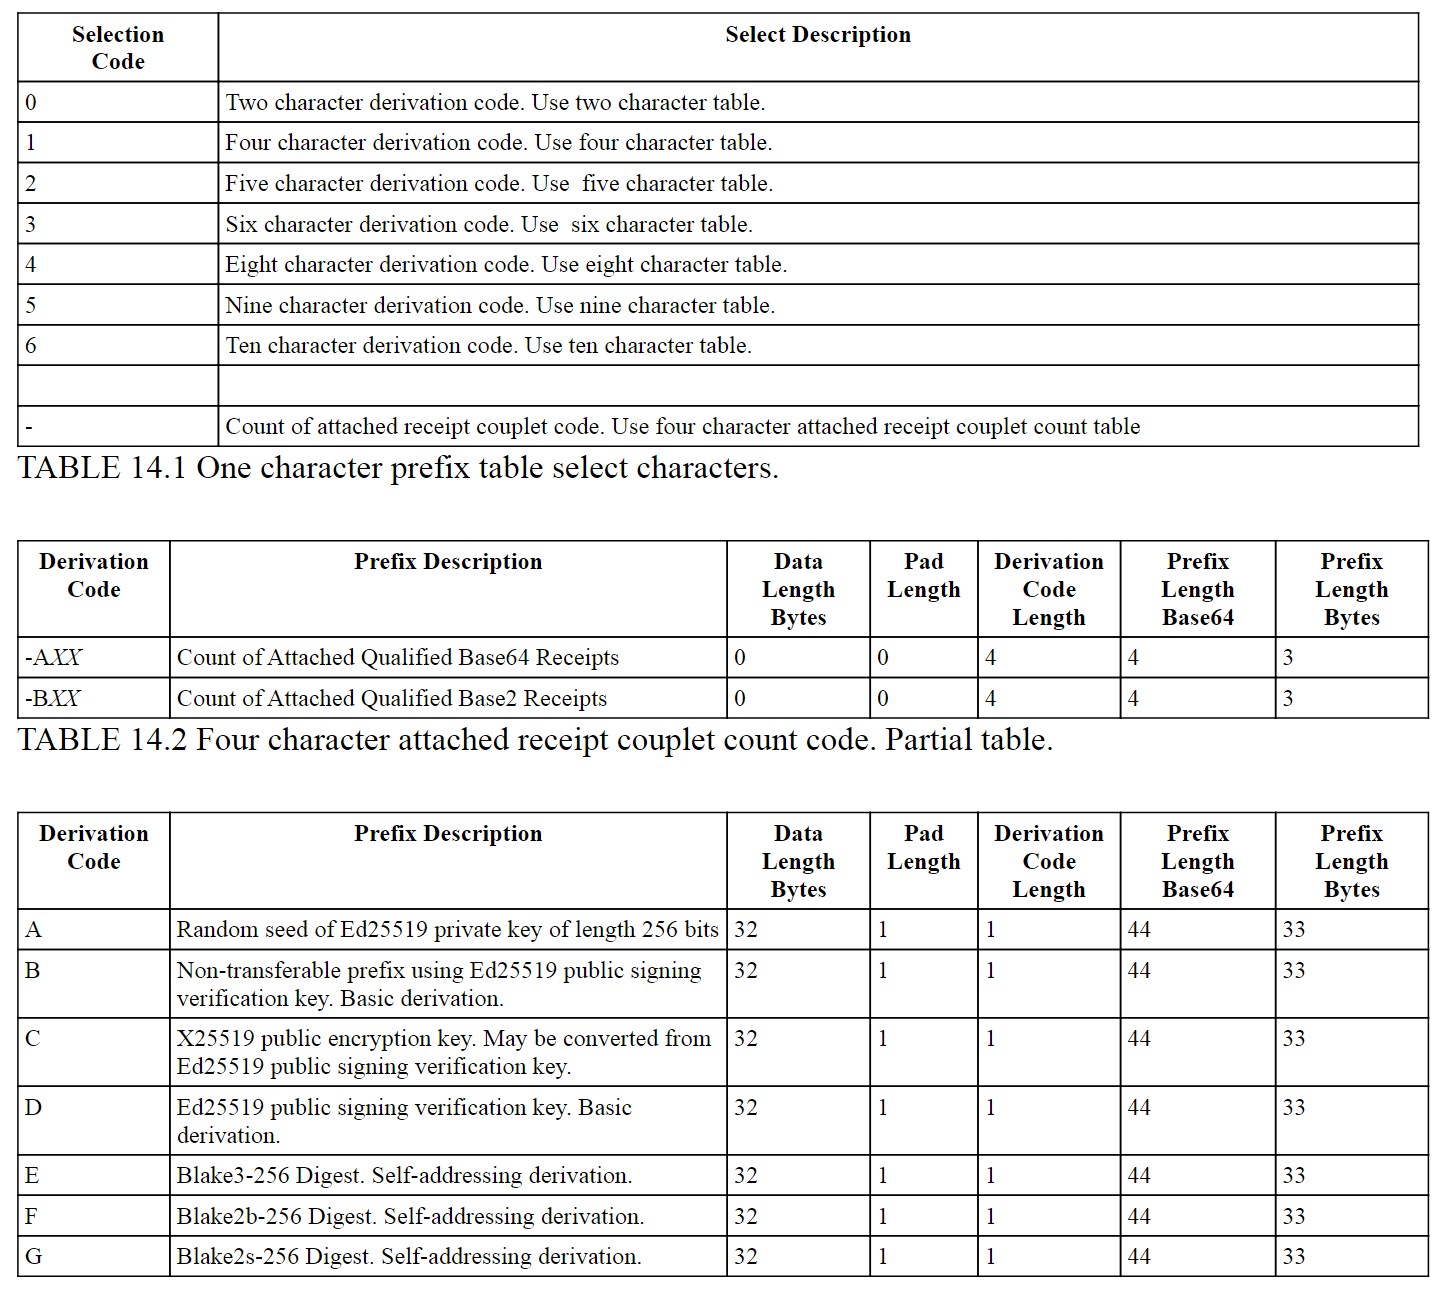 Selection Code Select Description
0 Two character derivation code. Use two character table.
1 Four character derivation code. Use four character table.
2 Five character derivation code. Use five character table.
3 Six character derivation code. Use six character table.
4 Eight character derivation code. Use eight character table.
5 Nine character derivation code. Use nine character table.
6 Ten character derivation code. Use ten character table.
- Count of attached receipt couplet code. Use four character attached receipt couplet count table
TABLE 14.1 One character prefix table select characters.
Derivation Code Prefix Description Data Length Bytes Pad Length Derivation Code Length Prefix Length Base64 Prefix Length Bytes
-AXX Count of Attached Qualified Base64 Receipts 0 0 4 4 3
-BXX Count of Attached Qualified Base2 Receipts 0 0 4 4 3
TABLE 14.2 Four character attached receipt couplet count code. Partial table.
Derivation Code Prefix Description Data Length Bytes Pad Length Derivation Code Length Prefix Length Base64 Prefix Length Bytes
A Random seed of Ed25519 private key of length 256 bits 32 1 1 44 33
B Non-transferable prefix using Ed25519 public signing verification key. Basic derivation. 32 1 1 44 33
C X25519 public encryption key. May be converted from Ed25519 public signing verification key. 32 1 1 44 33
D Ed25519 public signing verification key. Basic derivation. 32 1 1 44 33
E Blake3-256 Digest. Self-addressing derivation. 32 1 1 44 33
F Blake2b-256 Digest. Self-addressing derivation. 32 1 1 44 33
G Blake2s-256 Digest. Self-addressing derivation. 32 1 1 44 33